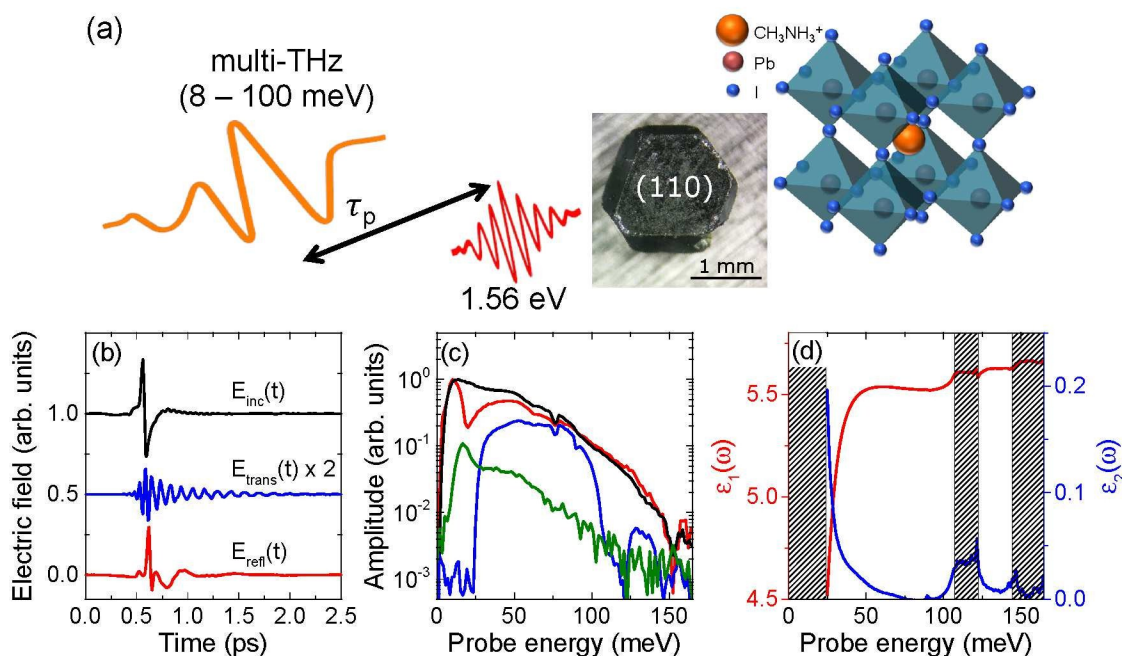 (a)
multi-THz
(8 – 100 meV)
τp
1.56 eV
(110)
1 mm
CH₃NH₃⁺
Pb
I
(b)
Electric field (arb. units)
1.0
0.5
0.0
Einc(t)
Etrans(t) x 2
Erefl(t)
0.0 0.5 1.0 1.5 2.0 2.5
Time (ps)
(c)
Amplitude (arb. units)
10⁰
10⁻¹
10⁻²
10⁻³
0 50 100 150
Probe energy (meV)
(d)
ε₁(ω)
5.5
5.0
4.5
0.2
0.1
0.0
ε₂(ω)
0 50 100 150
Probe energy (meV)